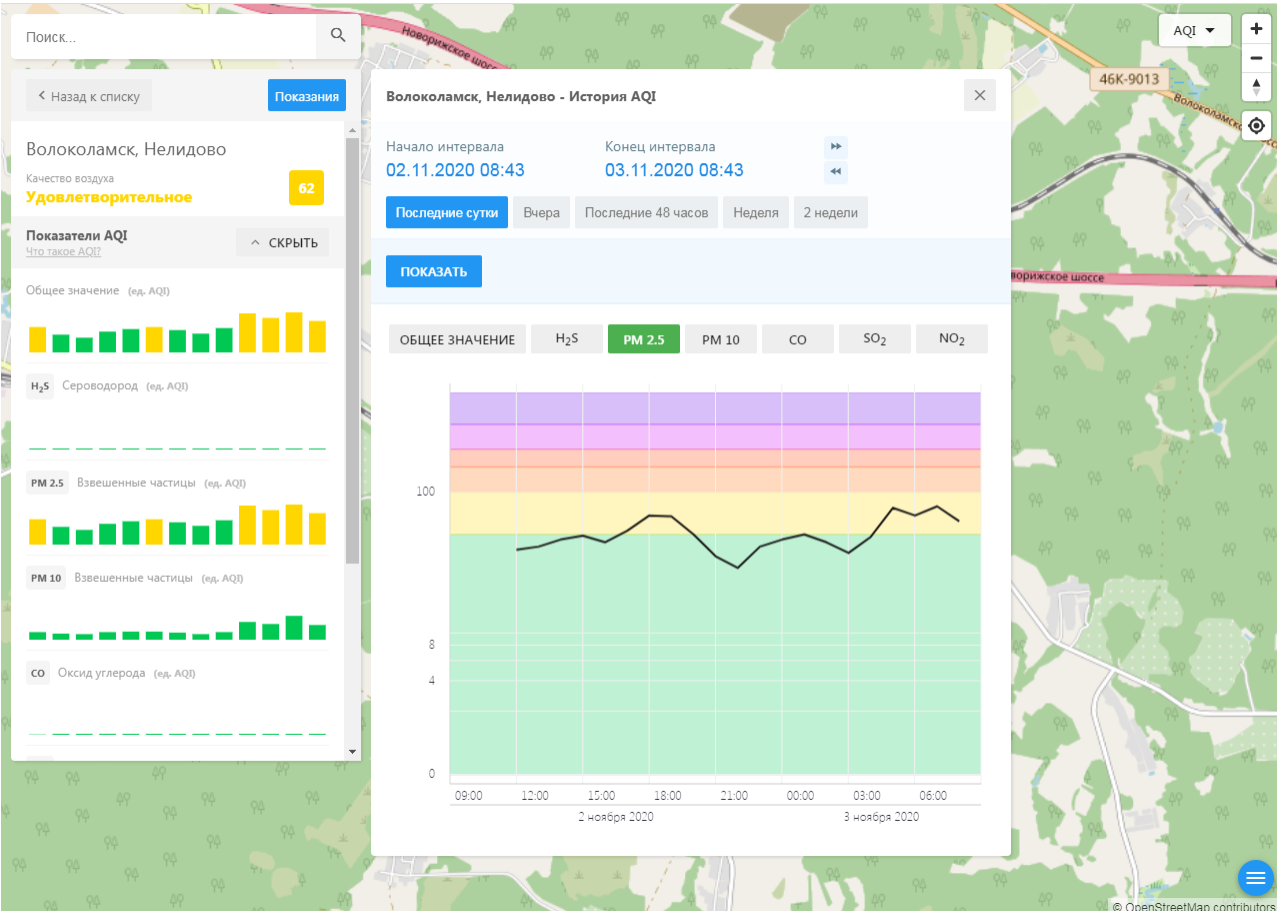 Поиск...
Новорижское шоссе
AQI
46К-9013
Волоколамско
Назад к списку
Показания
Волоколамск, Нелидово
Качество воздуха
Удовлетворительное
62
Показатели AQI
Что такое AQI?
СКРЫТЬ
Общее значение (ед. AQI)
H₂S Сероводород (ед. AQI)
PM 2.5 Взвешенные частицы (ед. AQI)
PM 10 Взвешенные частицы (ед. AQI)
CO Оксид углерода (ед. AQI)
Волоколамск, Нелидово - История AQI
Начало интервала
02.11.2020 08:43
Конец интервала
03.11.2020 08:43
Последние сутки
Вчера
Последние 48 часов
Неделя
2 недели
ПОКАЗАТЬ
ОБЩЕЕ ЗНАЧЕНИЕ
H₂S
PM 2.5
PM 10
CO
SO₂
NO₂
100
8
4
0
09:00 12:00 15:00 18:00 21:00 00:00 03:00 06:00
2 ноября 2020 3 ноября 2020
ворижское шоссе
© OpenStreetMap contributors